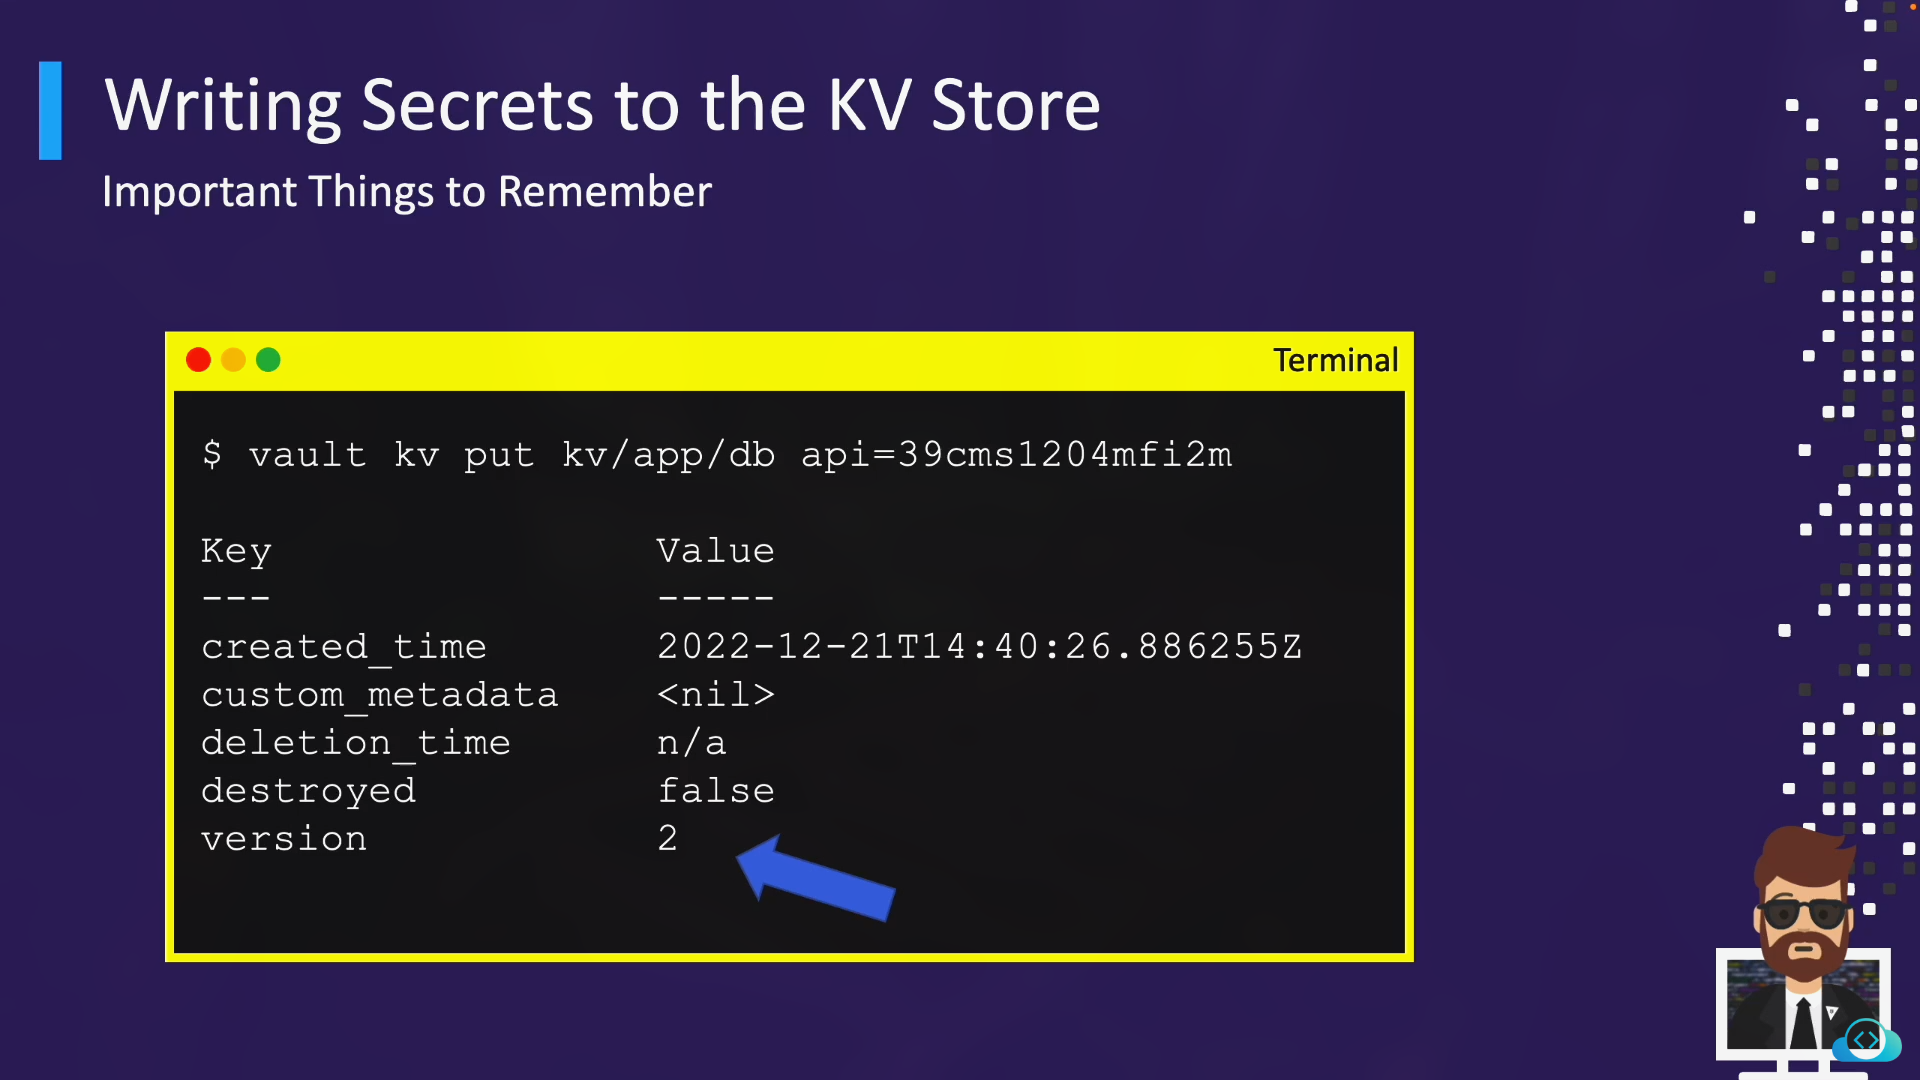 Writing Secrets to the KV Store
Important Things to Remember
Terminal
$ vault kv put kv/app/db api=39cms1204mfi2m
Key Value
--- -----
created_time 2022-12-21T14:40:26.886255Z
custom_metadata <nil>
deletion_time n/a
destroyed false
version 2